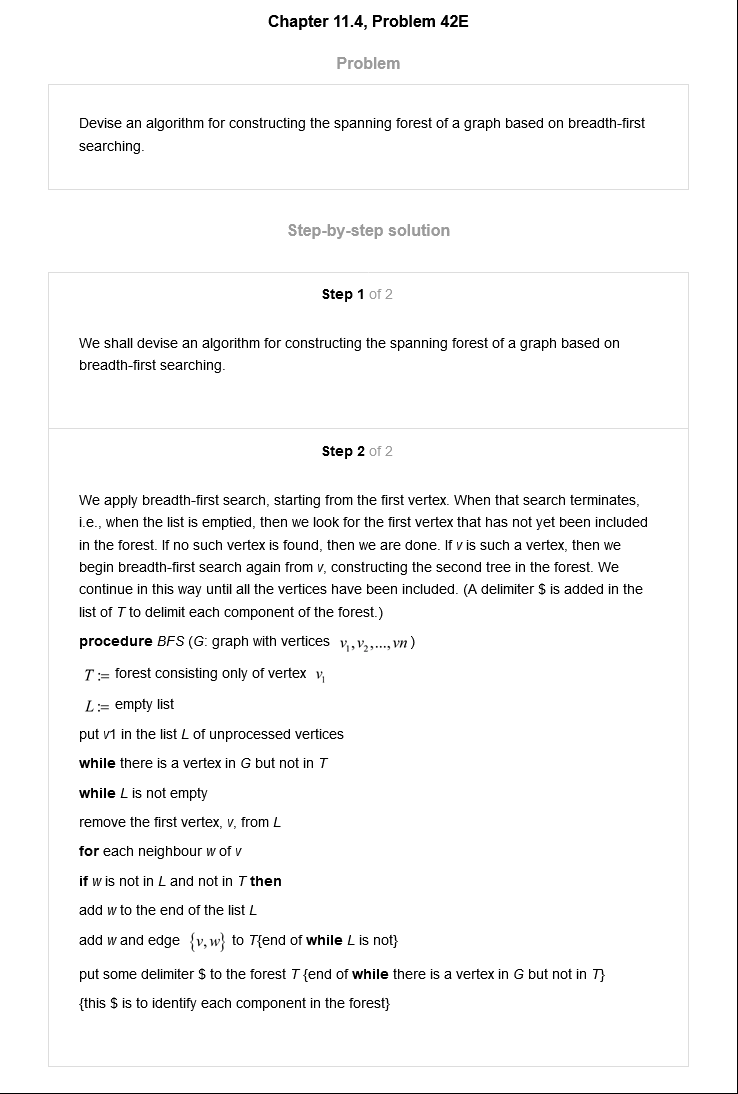 Chapter 11.4, Problem 42E
Problem
Devise an algorithm for constructing the spanning forest of a graph based on breadth-first
searching.
Step-by-step solution
Step 1 of 2
We shall devise an algorithm for constructing the spanning forest of a graph based on
breadth-first searching.
Step 2 of 2
We apply breadth-first search, starting from the first vertex. When that search terminates,
i.e., when the list is emptied, then we look for the first vertex that has not yet been included
in the forest. If no such vertex is found, then we are done. If v is such a vertex, then we
begin breadth-first search again from v, constructing the second tree in the forest. We
continue in this way until all the vertices have been included. (A delimiter $ is added in the
list of T to delimit each component of the forest.)
procedure BFS (G: graph with vertices v₁, v₂, ..., vn )
T := forest consisting only of vertex v₁
L := empty list
put v1 in the list L of unprocessed vertices
while there is a vertex in G but not in T
while L is not empty
remove the first vertex, v, from L
for each neighbour w of v
if w is not in L and not in T then
add w to the end of the list L
add w and edge {v, w} to T{end of while L is not}
put some delimiter $ to the forest T {end of while there is a vertex in G but not in T}
{this $ is to identify each component in the forest}